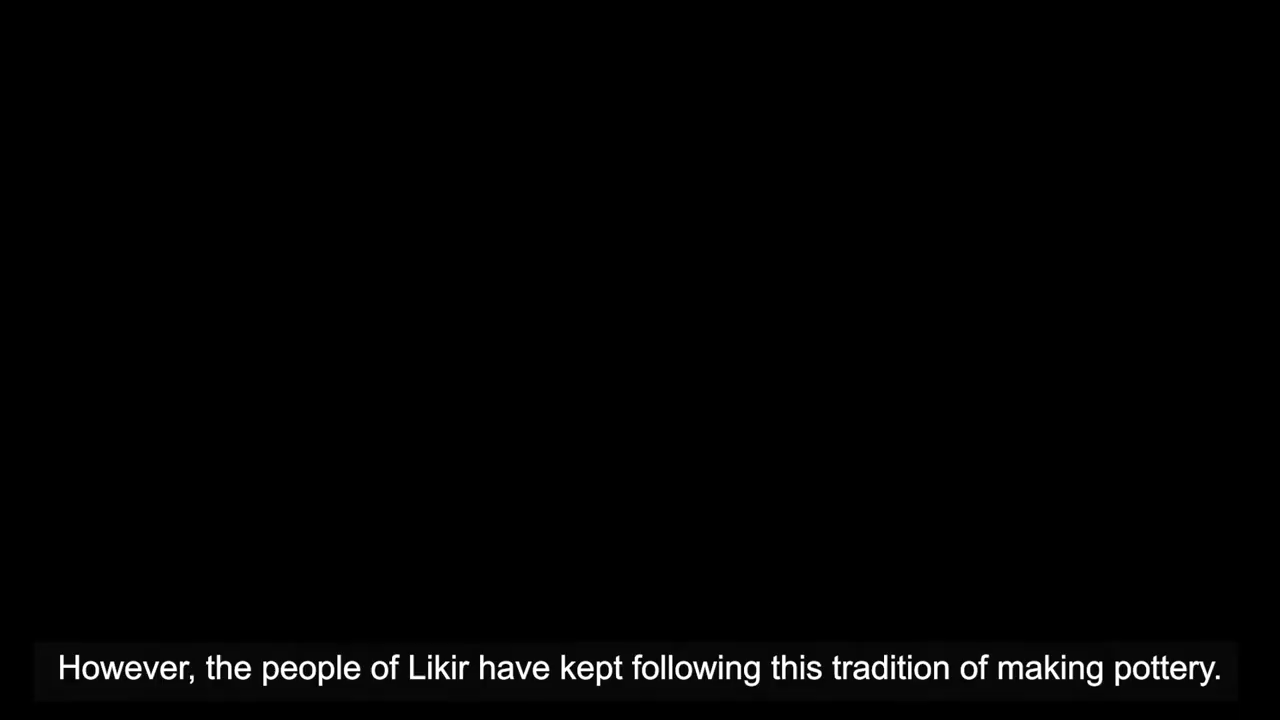 However, the people of Likir have kept following this tradition of making pottery.